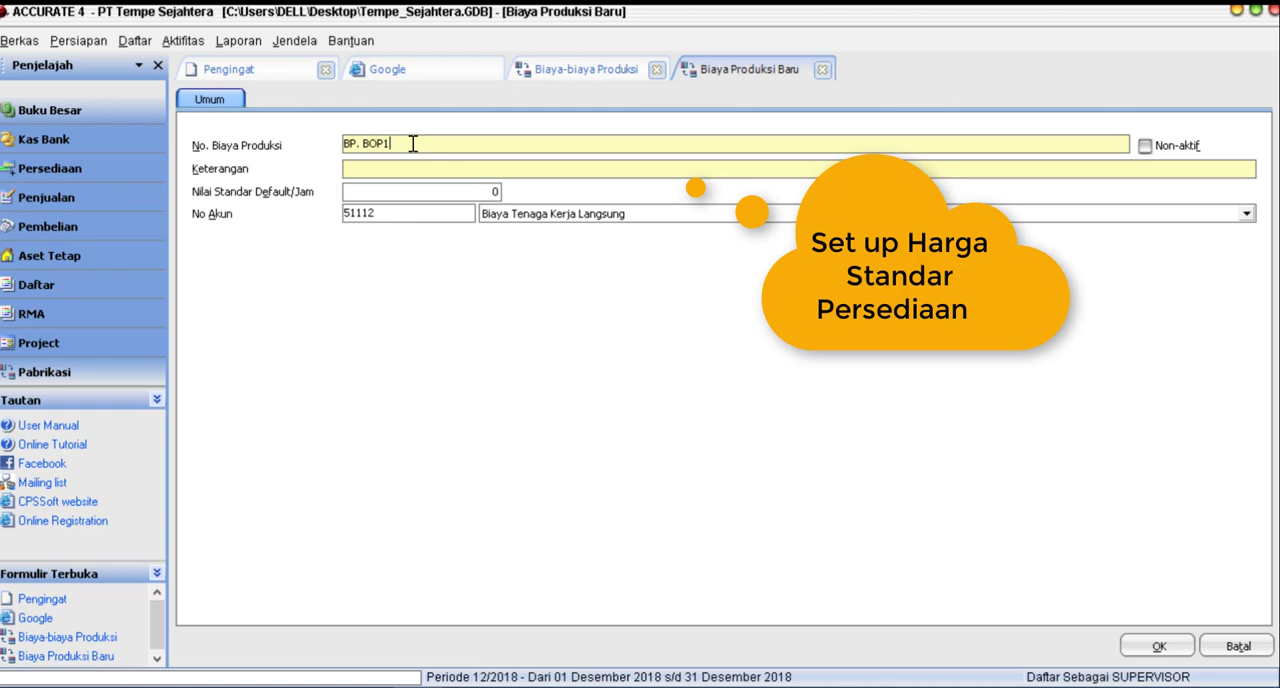 ACCURATE 4 - PT Tempe Sejahtera [C:\Users\DELL\Desktop\Tempe_Sejahtera.GDB] - [Biaya Produksi Baru]
Berkas Persiapan Daftar Aktifitas Laporan Jendela Bantuan
Penjelajah
Pengingat
Google
Biaya-biaya Produksi
Biaya Produksi Baru
Umum
Buku Besar
Kas Bank
Persediaan
Penjualan
Pembelian
Aset Tetap
Daftar
RMA
Project
Pabrikasi
Tautan
User Manual
Online Tutorial
Facebook
Mailing list
CPSSoft website
Online Registration
Formulir Terbuka
Pengingat
Google
Biaya-biaya Produksi
Biaya Produksi Baru
No. Biaya Produksi BP. BOP1 Non-aktif
Keterangan
Nilai Standar Default/Jam 0
No Akun 51112 Biaya Tenaga Kerja Langsung
Set up Harga
Standar
Persediaan
OK Batal
Periode 12/2018 - Dari 01 Desember 2018 s/d 31 Desember 2018 Daftar Sebagai SUPERVISOR